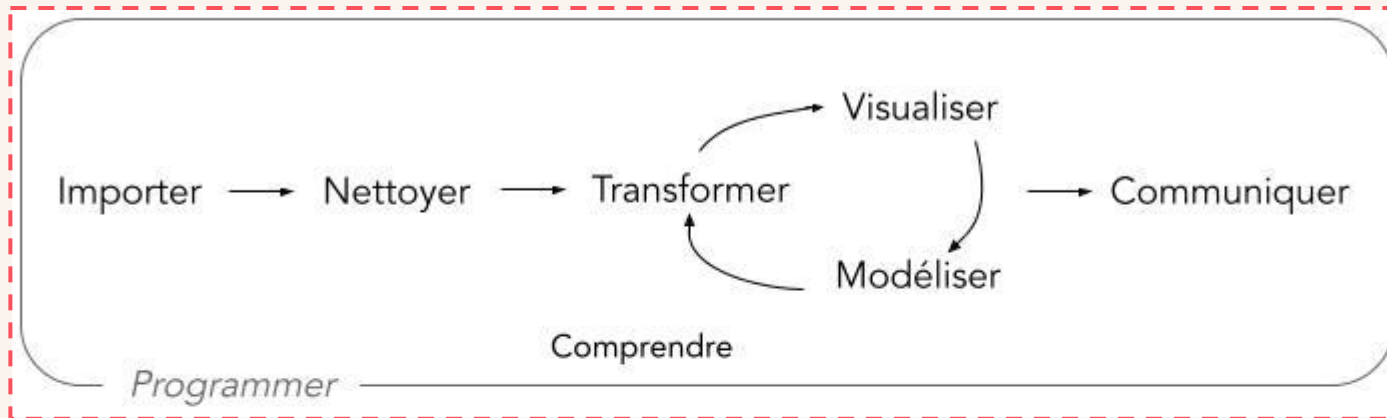 Visualiser
Importer Nettoyer Transformer Communiquer
Modéliser
Comprendre
Programmer